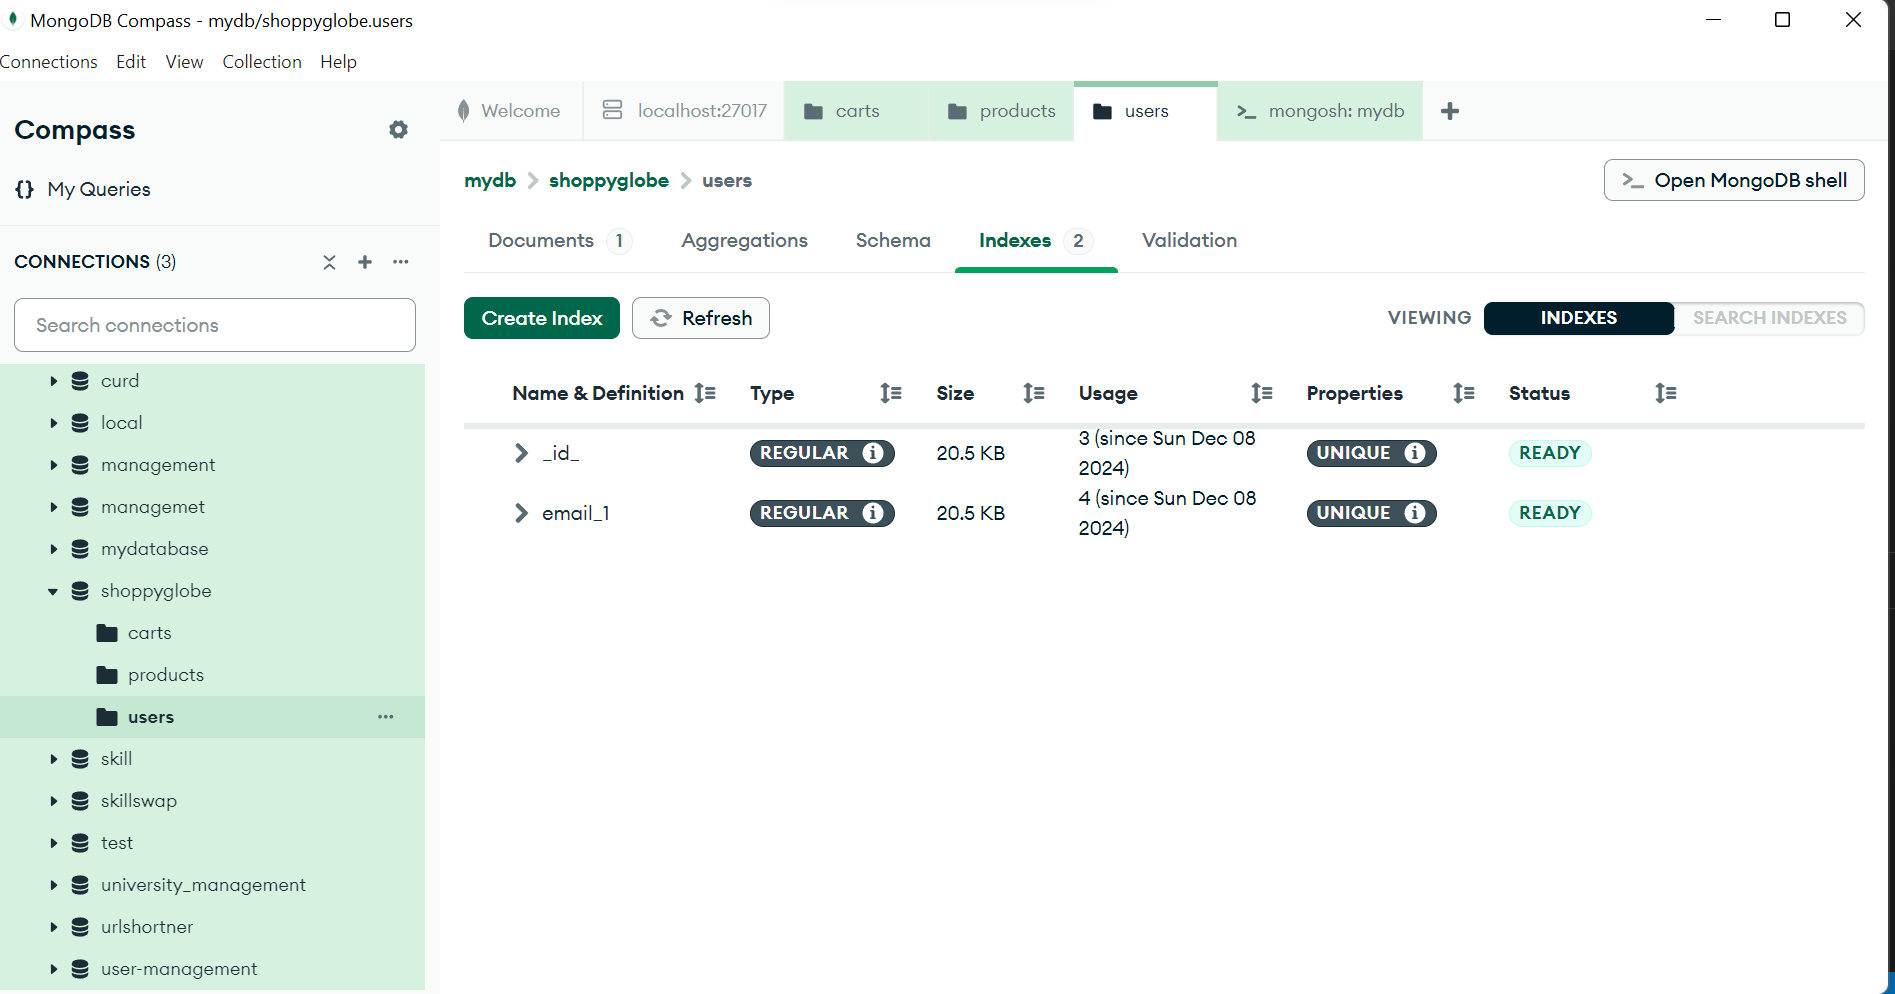 MongoDB Compass - mydb/shoppyglobe.users
Connections Edit View Collection Help
Compass
My Queries
CONNECTIONS (3)
Search connections
curd
local
management
managemet
mydatabase
shoppyglobe
carts
products
users
skill
skillswap
test
university_management
urlshortner
user-management
Welcome localhost:27017 carts products users >_ mongosh: mydb +
mydb > shoppyglobe > users
>_ Open MongoDB shell
Documents 1 Aggregations Schema Indexes 2 Validation
Create Index Refresh VIEWING INDEXES SEARCH INDEXES
Name & Definition Type Size Usage Properties Status
_id_ REGULAR 20.5 KB 3 (since Sun Dec 08
2024) UNIQUE READY
email_1 REGULAR 20.5 KB 4 (since Sun Dec 08
2024) UNIQUE READY